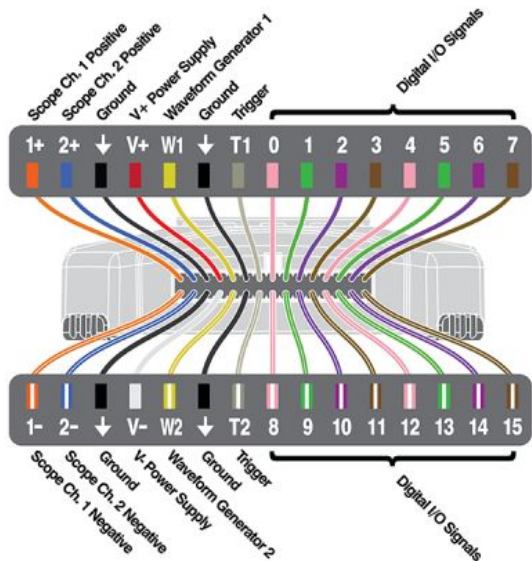 Scope Ch. 1 Positive
Scope Ch. 2 Positive
Ground
V+ Power Supply
Waveform Generator 1
Ground
Trigger
Digital I/O Signals
1+ 2+ ↓ V+ W1 ↓ T1 0 1 2 3 4 5 6 7
1- 2- ↓ V- W2 ↓ T2 8 9 10 11 12 13 14 15
Scope Ch. 1 Negative
Scope Ch. 2 Negative
Ground
V- Power Supply
Waveform Generator 2
Ground
Trigger
Digital I/O Signals